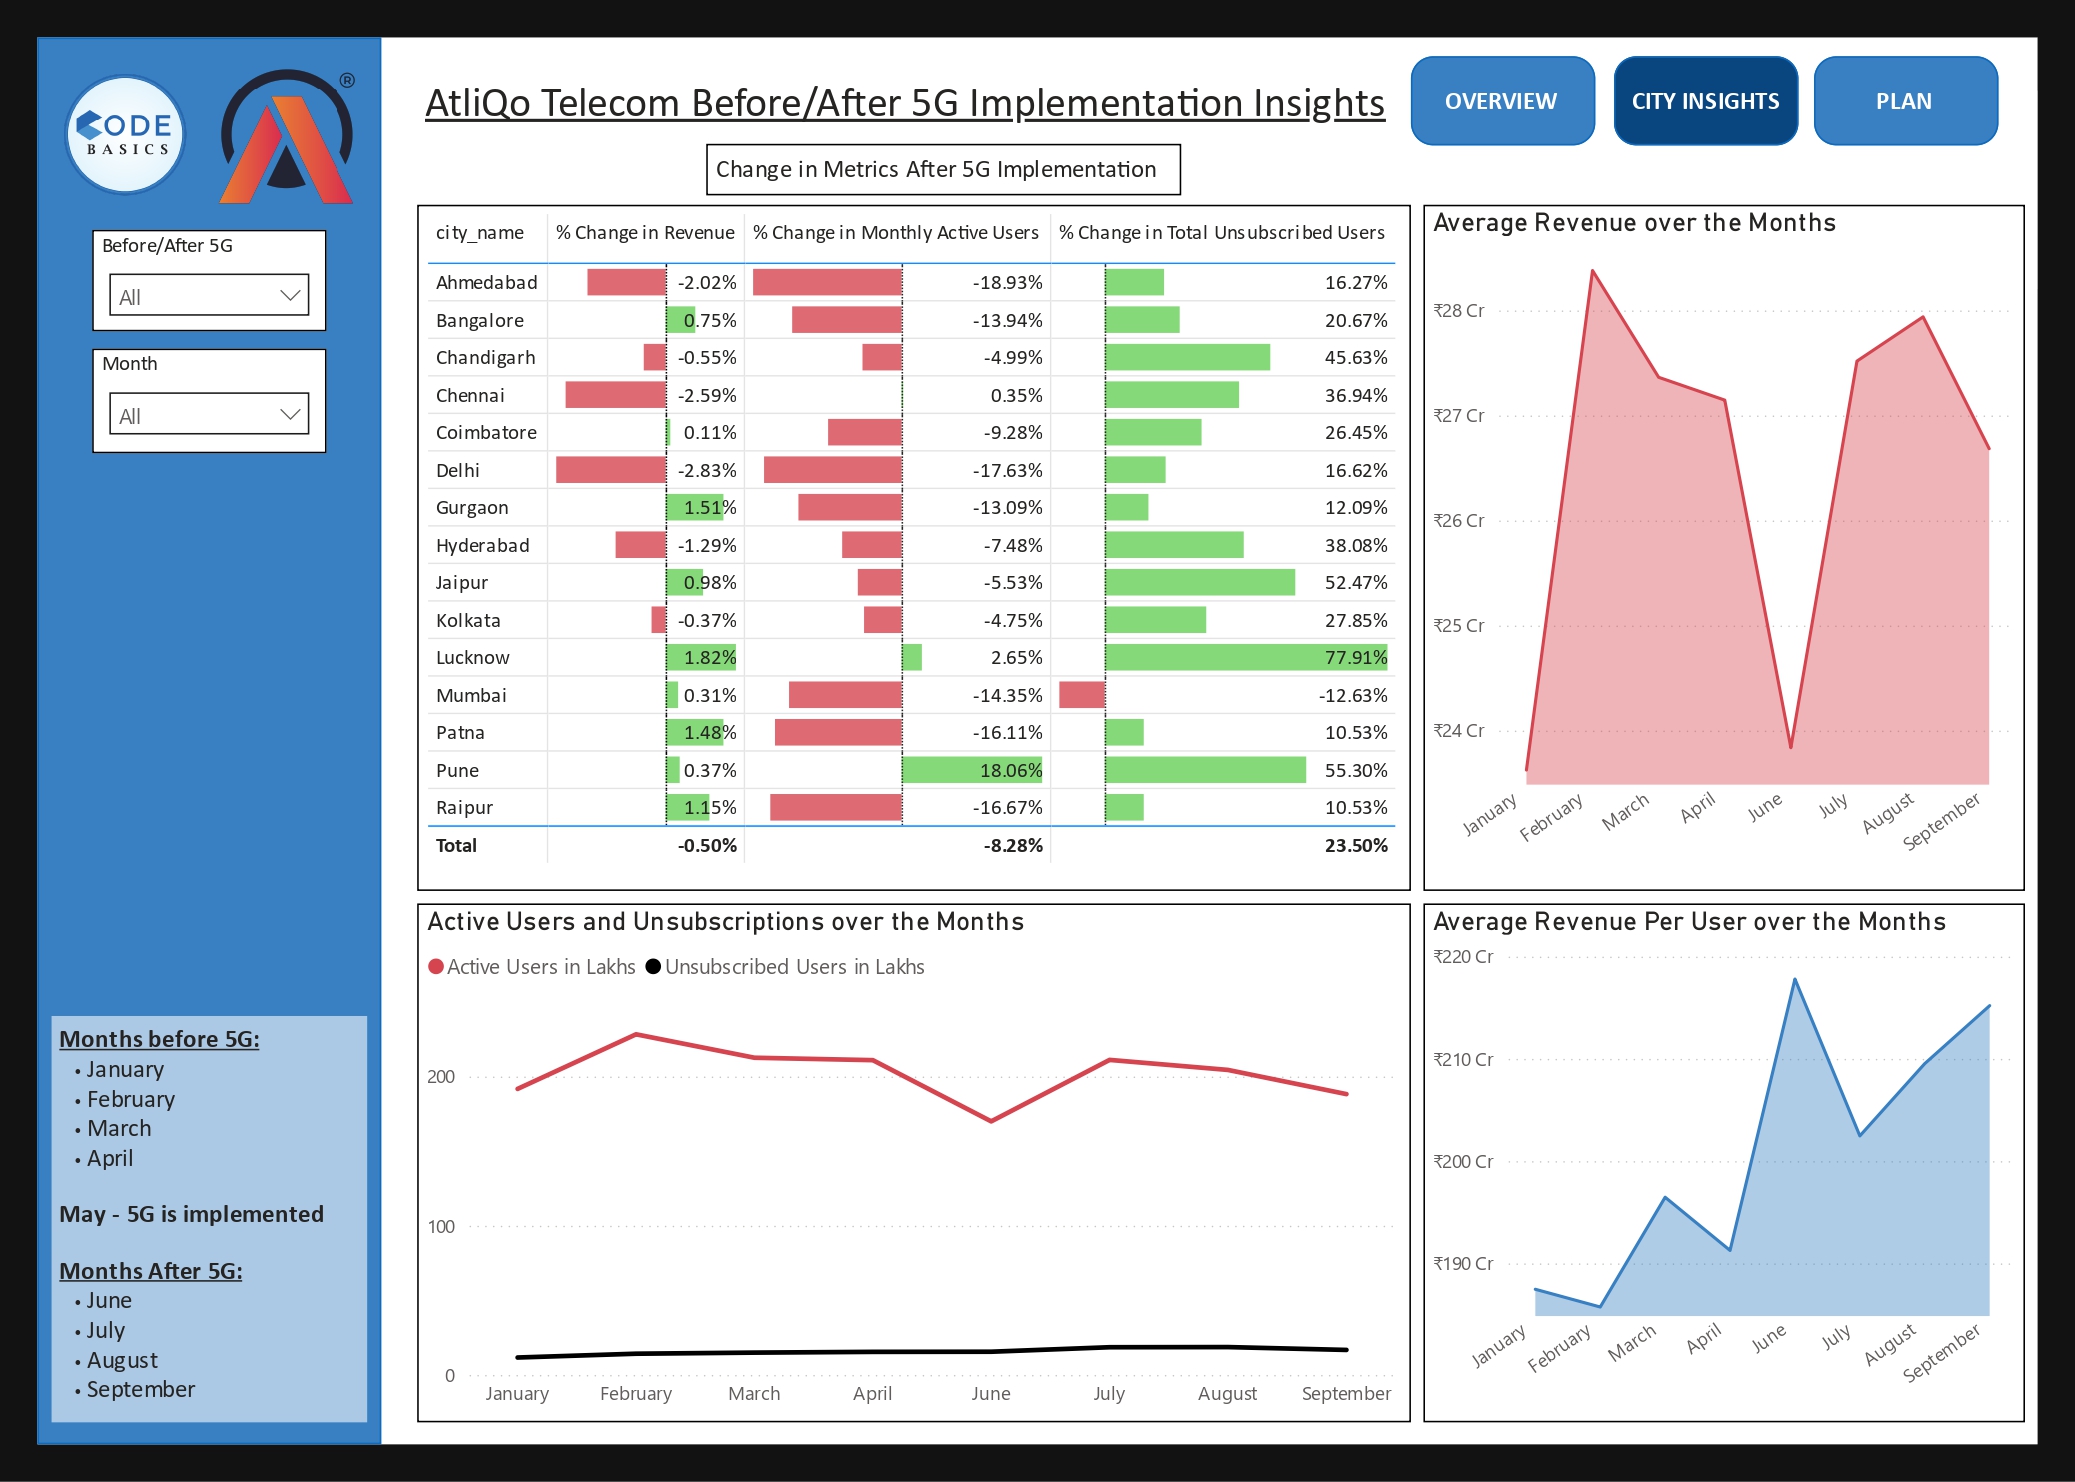 CODE
BASICS
®
Before/After 5G
All
Month
All
Months before 5G:
• January
• February
• March
• April
May - 5G is implemented
Months After 5G:
• June
• July
• August
• September
AtliQo Telecom Before/After 5G Implementation Insights
OVERVIEW
CITY INSIGHTS
PLAN
Change in Metrics After 5G Implementation
city_name % Change in Revenue % Change in Monthly Active Users % Change in Total Unsubscribed Users
Ahmedabad -2.02% -18.93% 16.27%
Bangalore 0.75% -13.94% 20.67%
Chandigarh -0.55% -4.99% 45.63%
Chennai -2.59% 0.35% 36.94%
Coimbatore 0.11% -9.28% 26.45%
Delhi -2.83% -17.63% 16.62%
Gurgaon 1.51% -13.09% 12.09%
Hyderabad -1.29% -7.48% 38.08%
Jaipur 0.98% -5.53% 52.47%
Kolkata -0.37% -4.75% 27.85%
Lucknow 1.82% 2.65% 77.91%
Mumbai 0.31% -14.35% -12.63%
Patna 1.48% -16.11% 10.53%
Pune 0.37% 18.06% 55.30%
Raipur 1.15% -16.67% 10.53%
Total -0.50% -8.28% 23.50%
Average Revenue over the Months
₹28 Cr
₹27 Cr
₹26 Cr
₹25 Cr
₹24 Cr
January February March April June July August September
Active Users and Unsubscriptions over the Months
Active Users in Lakhs Unsubscribed Users in Lakhs
200
100
0
January February March April June July August September
Average Revenue Per User over the Months
₹220 Cr
₹210 Cr
₹200 Cr
₹190 Cr
January February March April June July August September